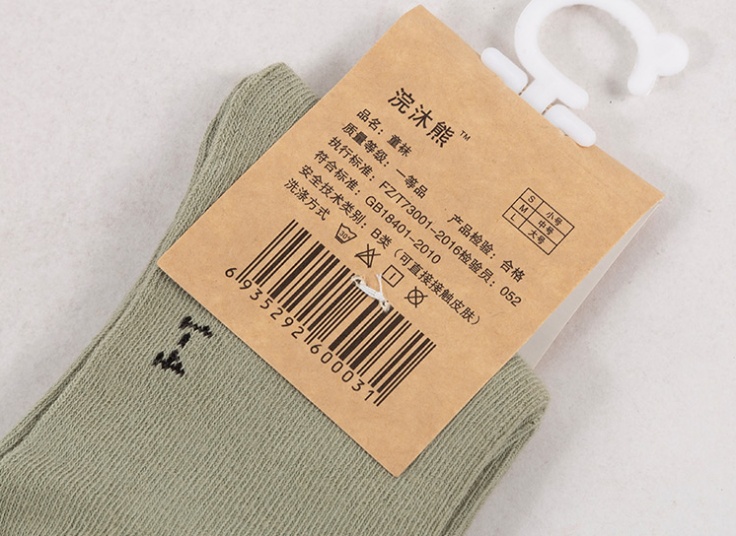 浣沐熊™
品名：童袜
质量等级：一等品 产品检验：合格
执行标准：FZ/T73001-2016检验员：052
符合标准：GB18401-2010
安全技术类别：B类（可直接接触皮肤）
洗涤方式
30°
S 小号
M 中号
L 大号
6935292600031